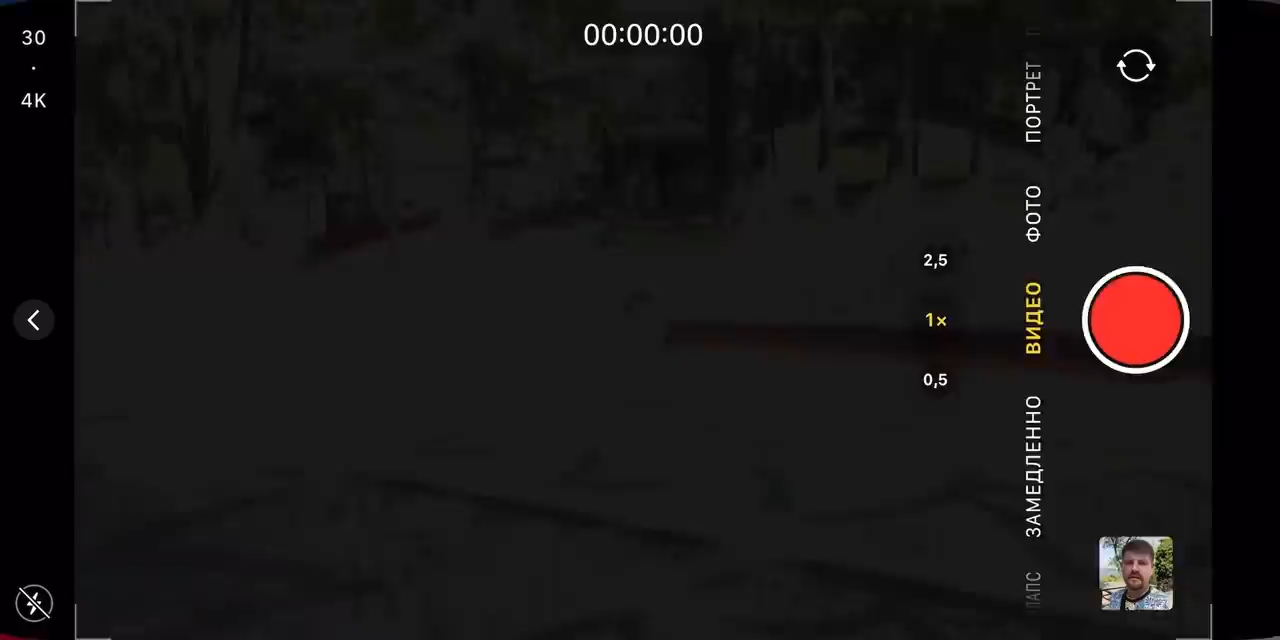 30
·
4K
00:00:00
2,5
1×
0,5
ПОРТРЕТ
ФОТО
ВИДЕО
ЗАМЕДЛЕННО